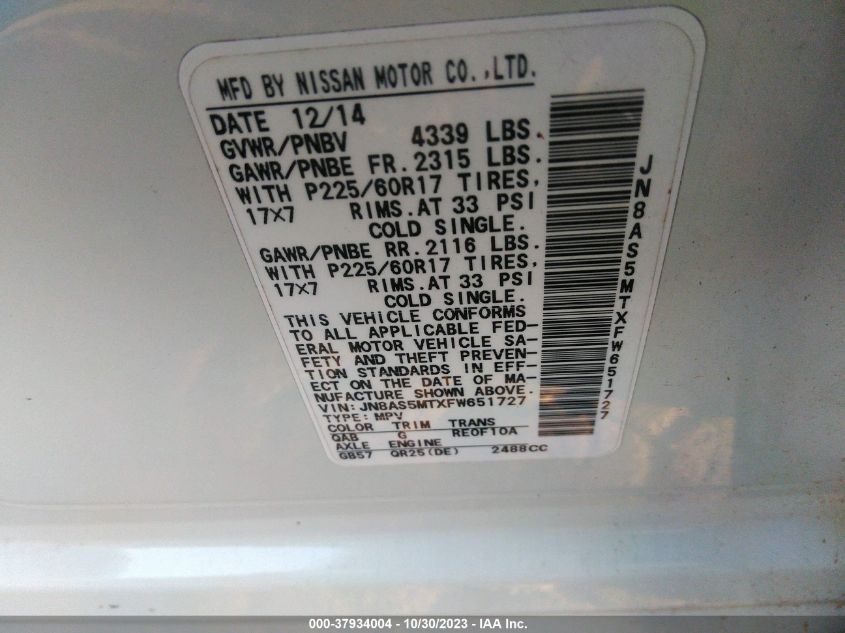 MFD BY NISSAN MOTOR CO.,LTD.
DATE 12/14
GVWR/PNBV 4339 LBS.
GAWR/PNBE FR. 2315 LBS.
WITH P225/60R17 TIRES,
17X7 RIMS.AT 33 PSI
COLD SINGLE.
GAWR/PNBE RR. 2116 LBS.
WITH P225/60R17 TIRES,
17X7 RIMS.AT 33 PSI
COLD SINGLE.
THIS VEHICLE CONFORMS
TO ALL APPLICABLE FED-
ERAL MOTOR VEHICLE SA-
FETY AND THEFT PREVEN-
TION STANDARDS IN EFF-
ECT ON THE DATE OF MA-
NUFACTURE SHOWN ABOVE.
VIN: JN8AS5MTXFW651727
TYPE: MPV
COLOR TRIM TRANS
QAB G RE0F10A
AXLE ENGINE
GB57 QR25(DE) 2488CC
JN8AS5MTXFW651727
000-37934004 - 10/30/2023 - IAA Inc.